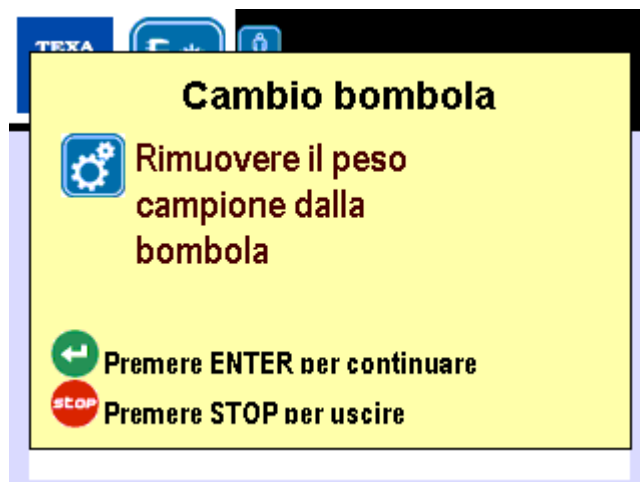 TEXA
Cambio bombola
Rimuovere il peso
campione dalla
bombola
Premere ENTER per continuare
STOP Premere STOP per uscire